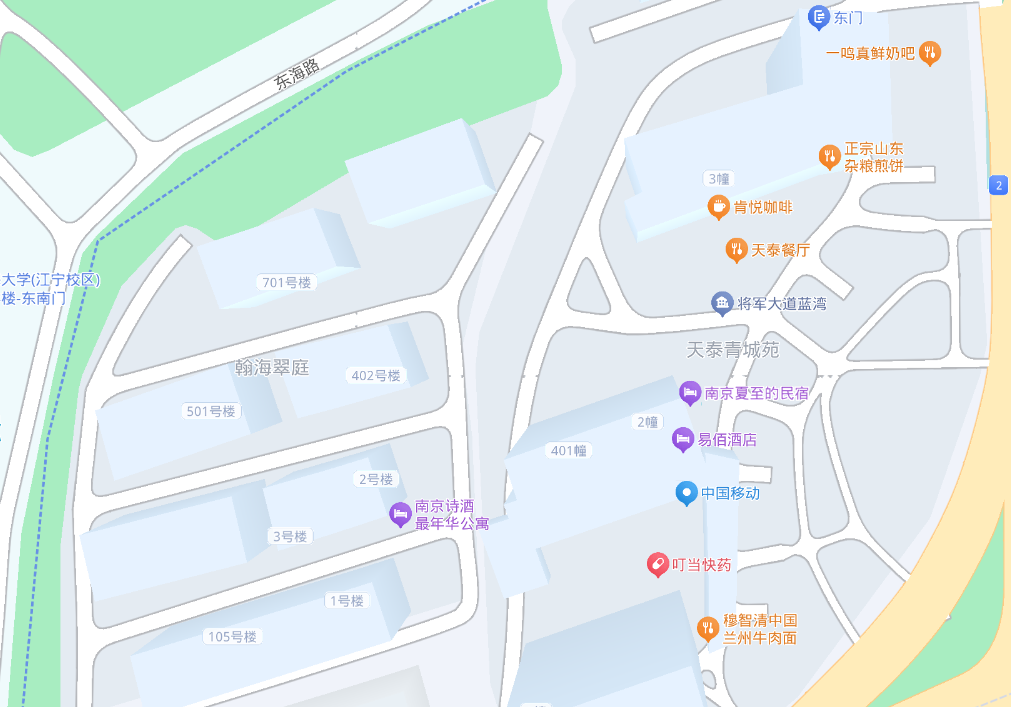 东门
一鸣真鲜奶吧
东海路
正宗山东
杂粮煎饼
3幢
2
肯悦咖啡
天泰餐厅
大学(江宁校区)
楼-东南门
701号楼
将军大道蓝湾
天泰青城苑
翰海翠庭
402号楼
南京夏至的民宿
501号楼
2幢
易佰酒店
401幢
2号楼
中国移动
南京诗酒
最年华公寓
3号楼
叮当快药
1号楼
穆智清中国
兰州牛肉面
105号楼